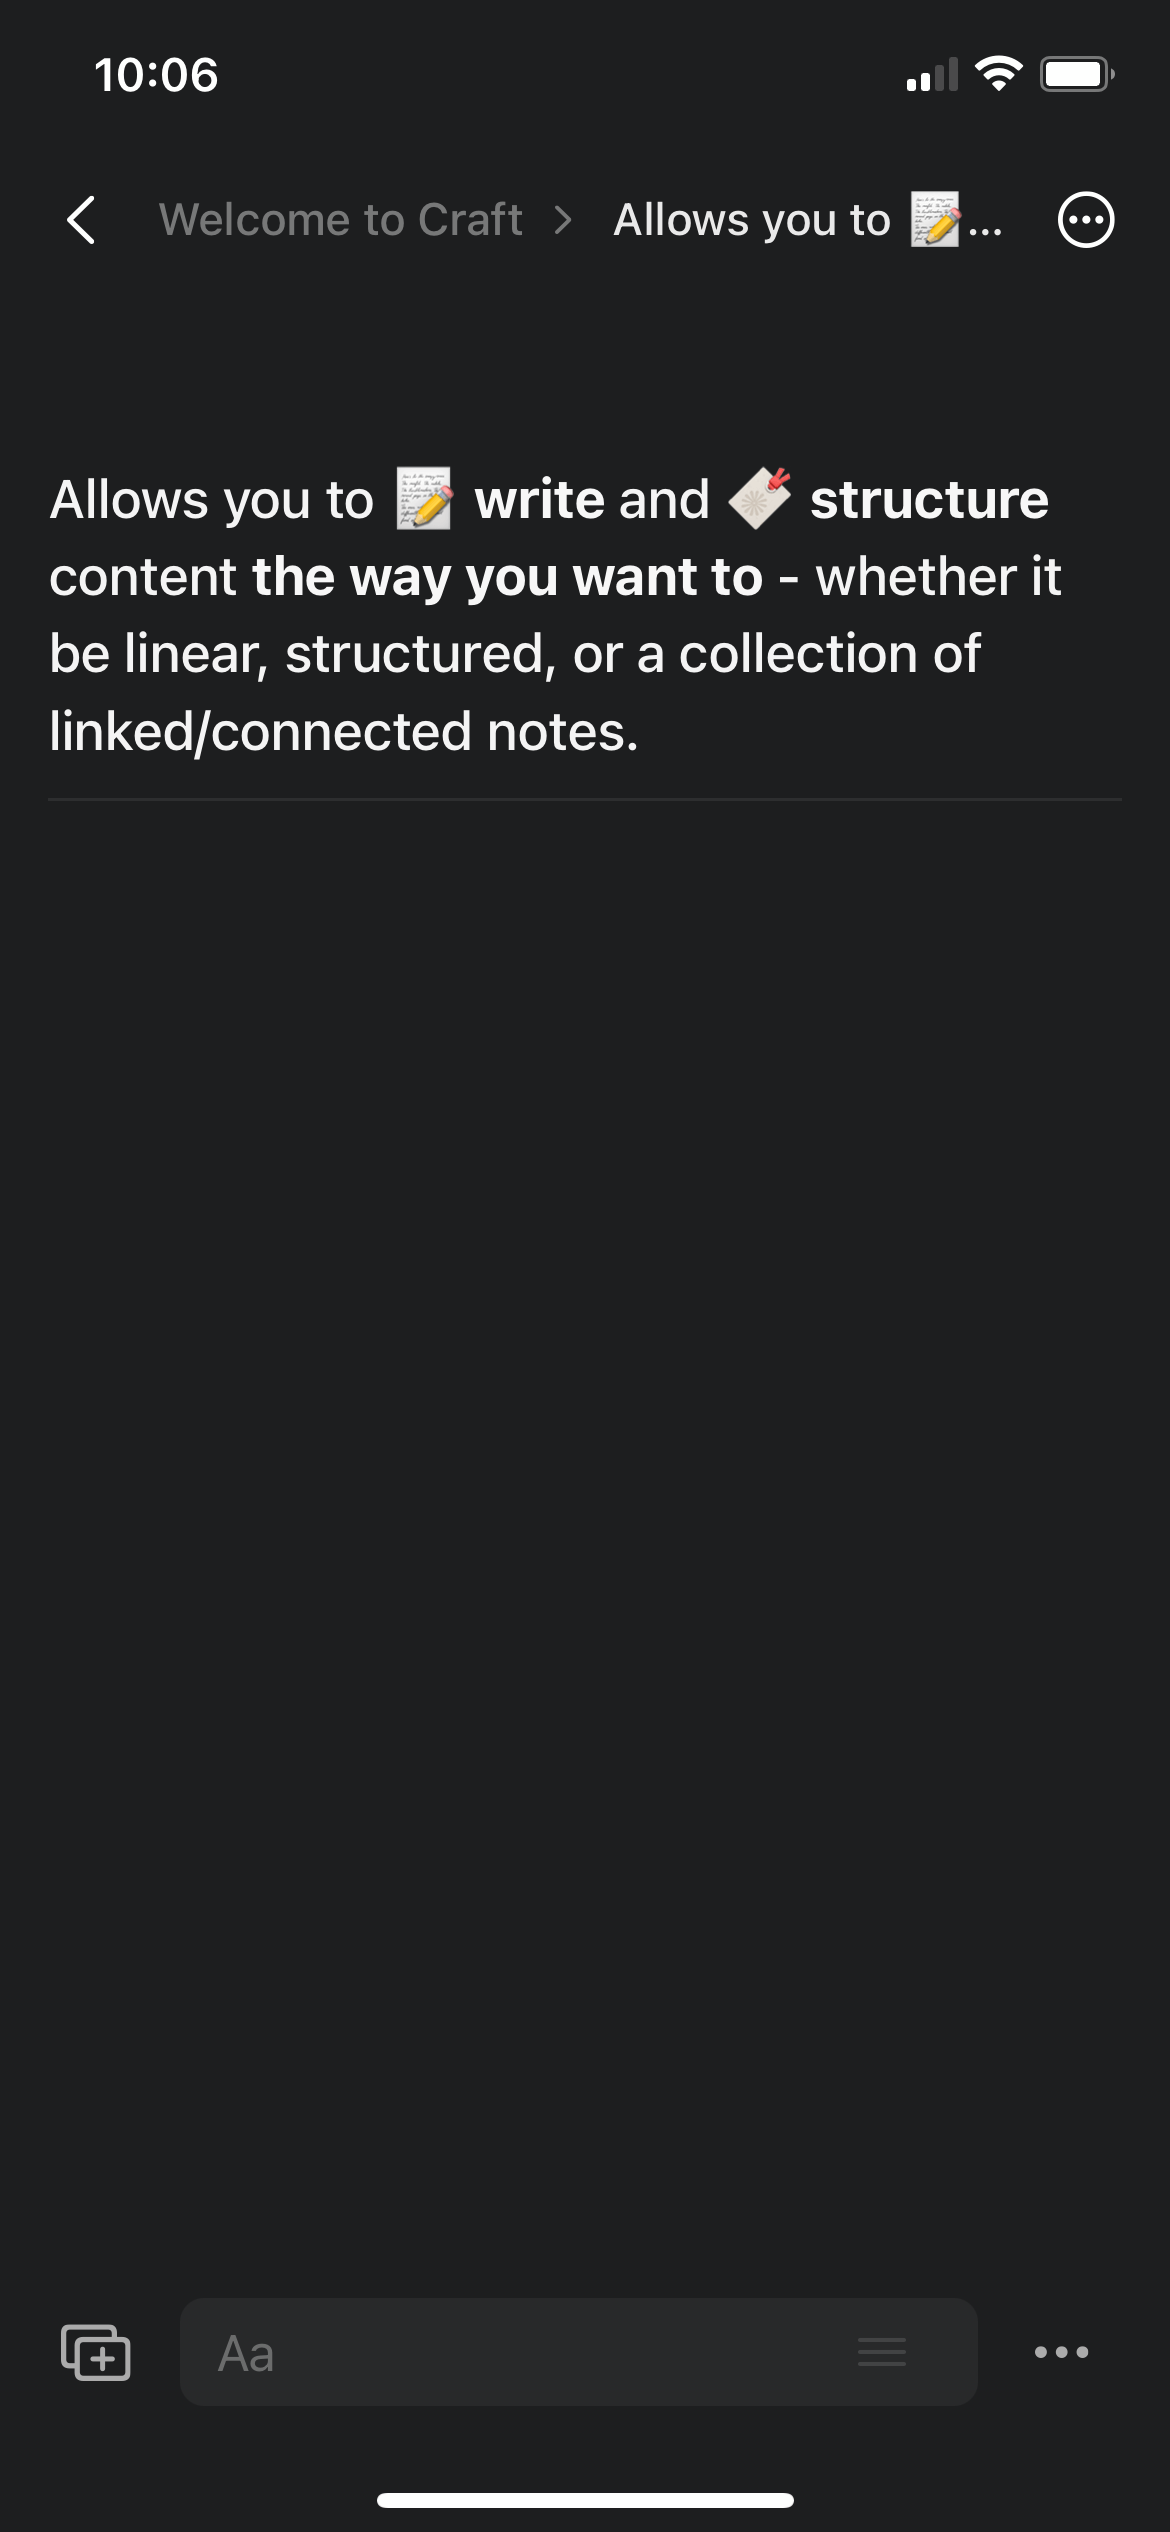 10:06
Welcome to Craft > Allows you to 📝...
Allows you to 📝 write and 🔖 structure
content the way you want to - whether it
be linear, structured, or a collection of
linked/connected notes.
Aa